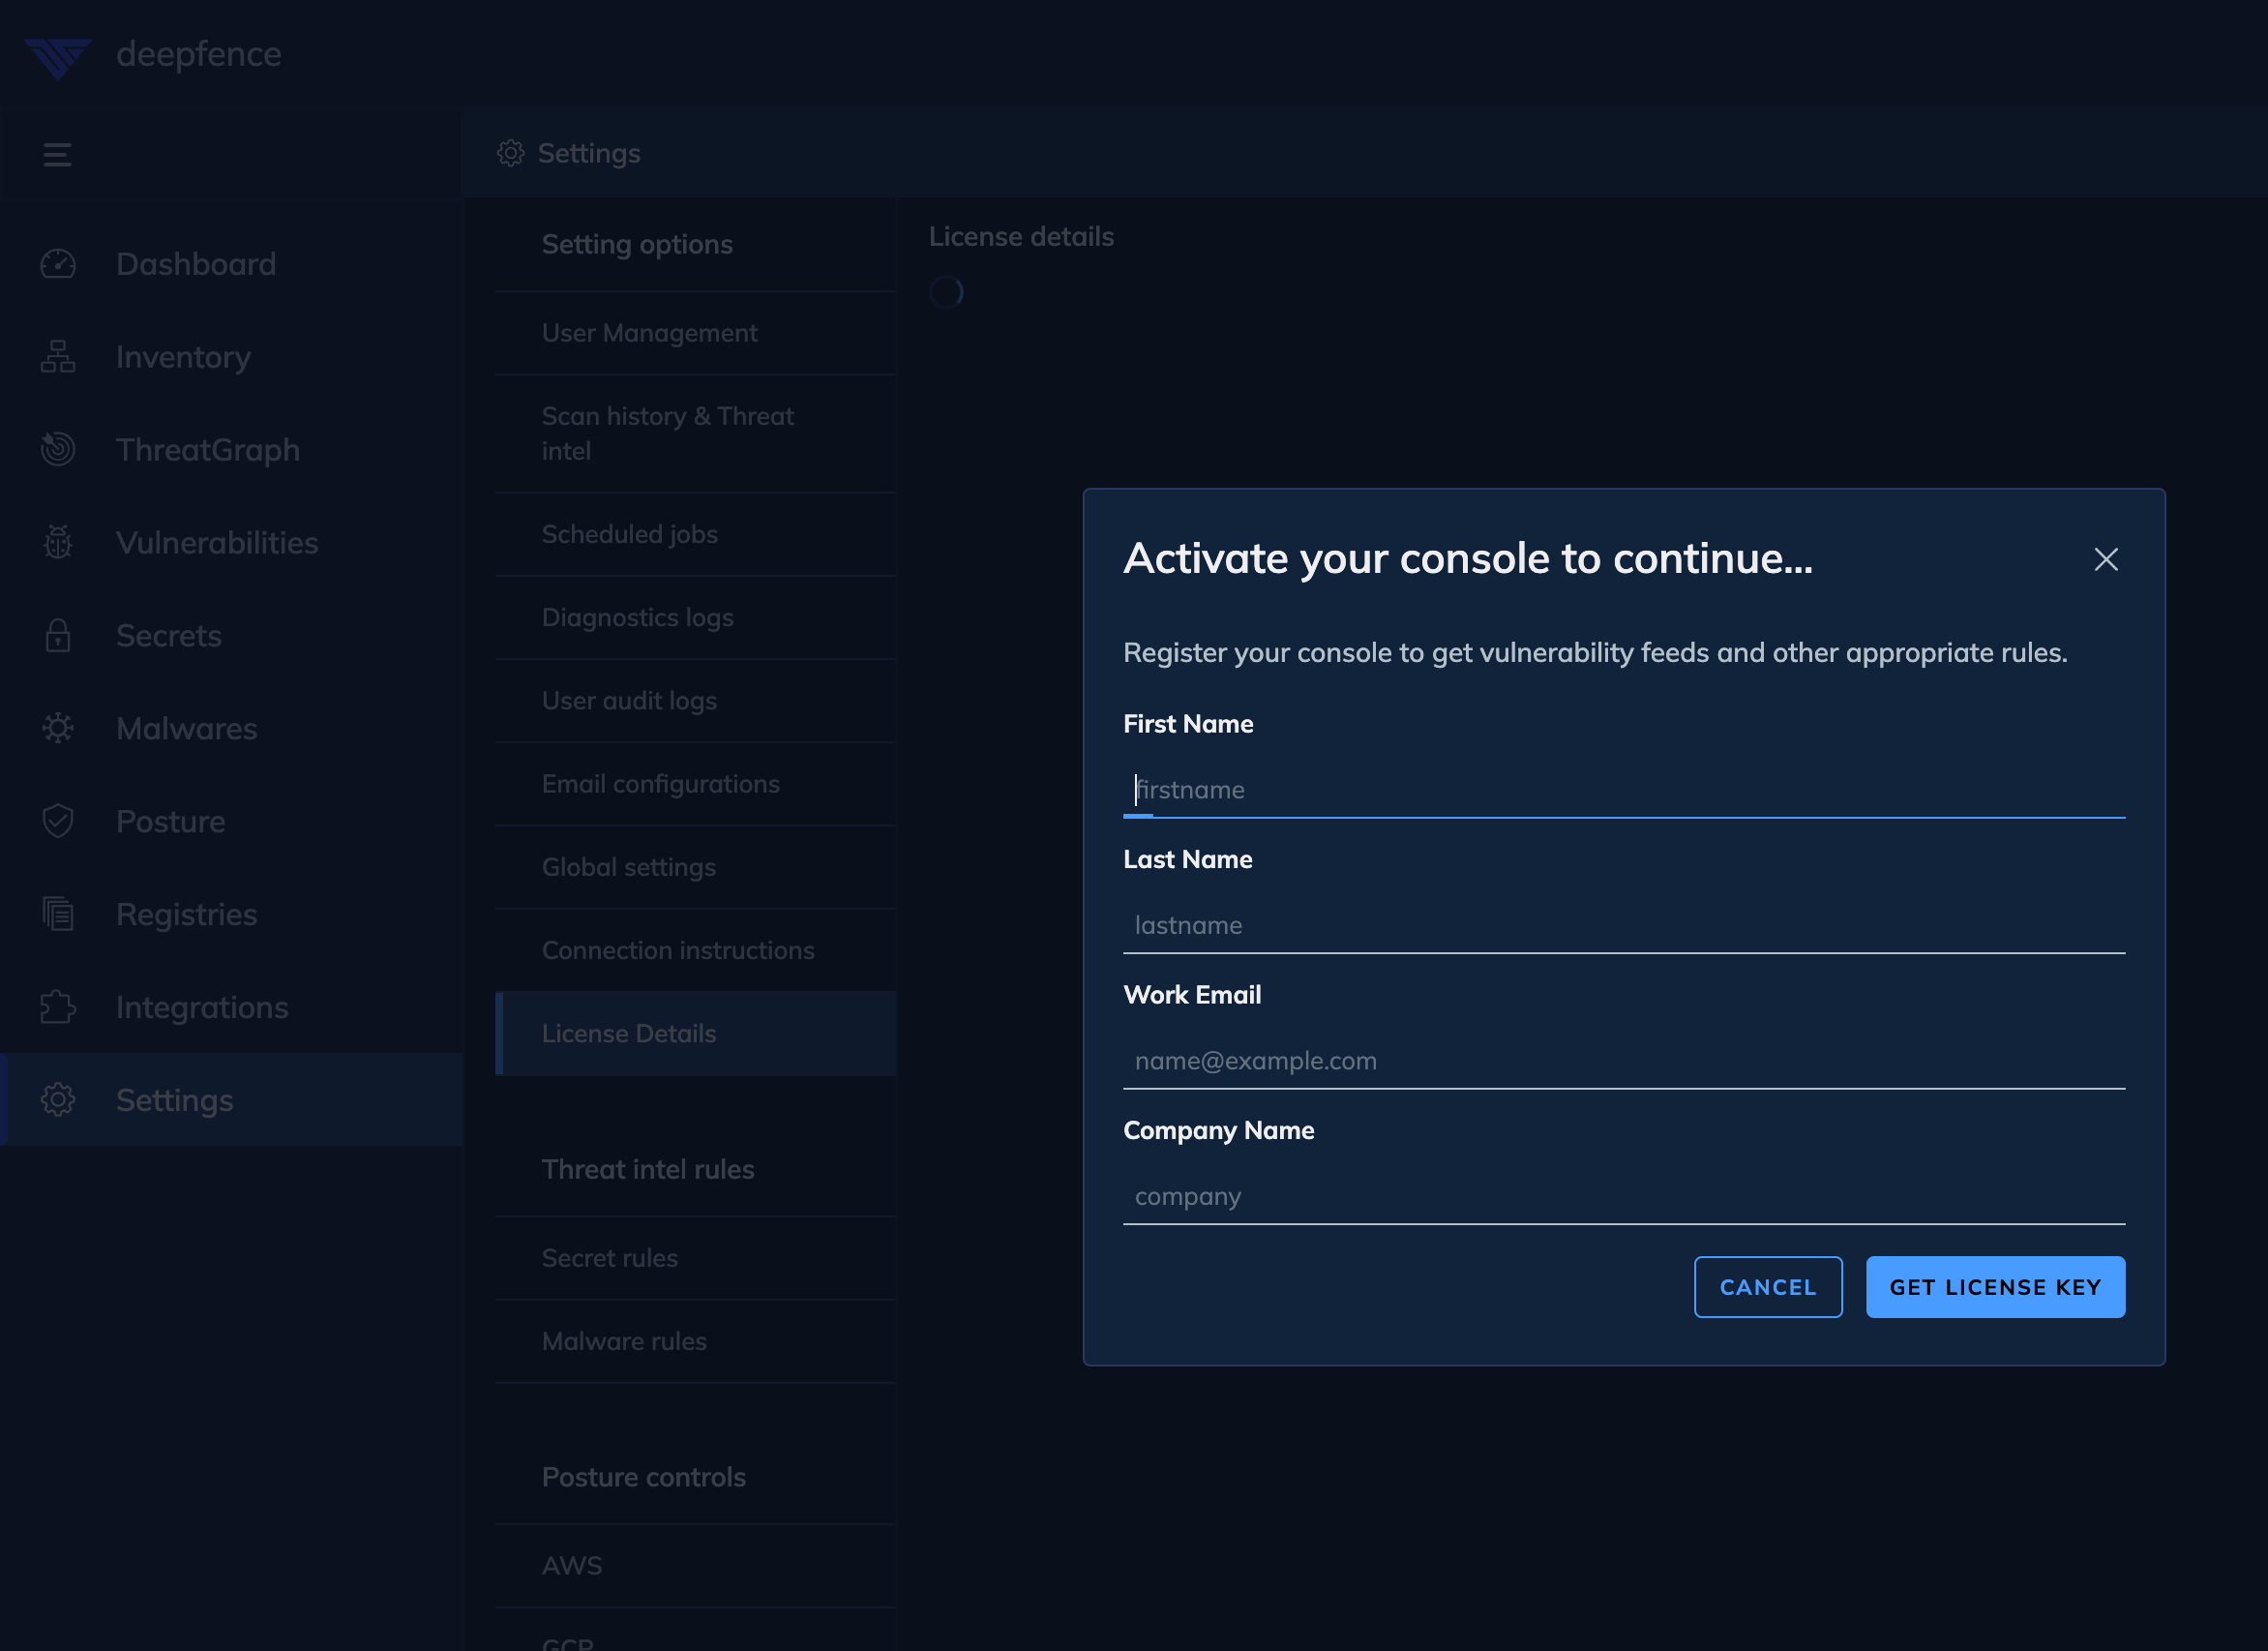 deepfence
Settings
Dashboard
Inventory
ThreatGraph
Vulnerabilities
Secrets
Malwares
Posture
Registries
Integrations
Settings
Setting options
User Management
Scan history & Threat
intel
Scheduled jobs
Diagnostics logs
User audit logs
Email configurations
Global settings
Connection instructions
License Details
Threat intel rules
Secret rules
Malware rules
Posture controls
AWS
GCP
License details
Activate your console to continue...
Register your console to get vulnerability feeds and other appropriate rules.
First Name
firstname
Last Name
lastname
Work Email
name@example.com
Company Name
company
CANCEL
GET LICENSE KEY